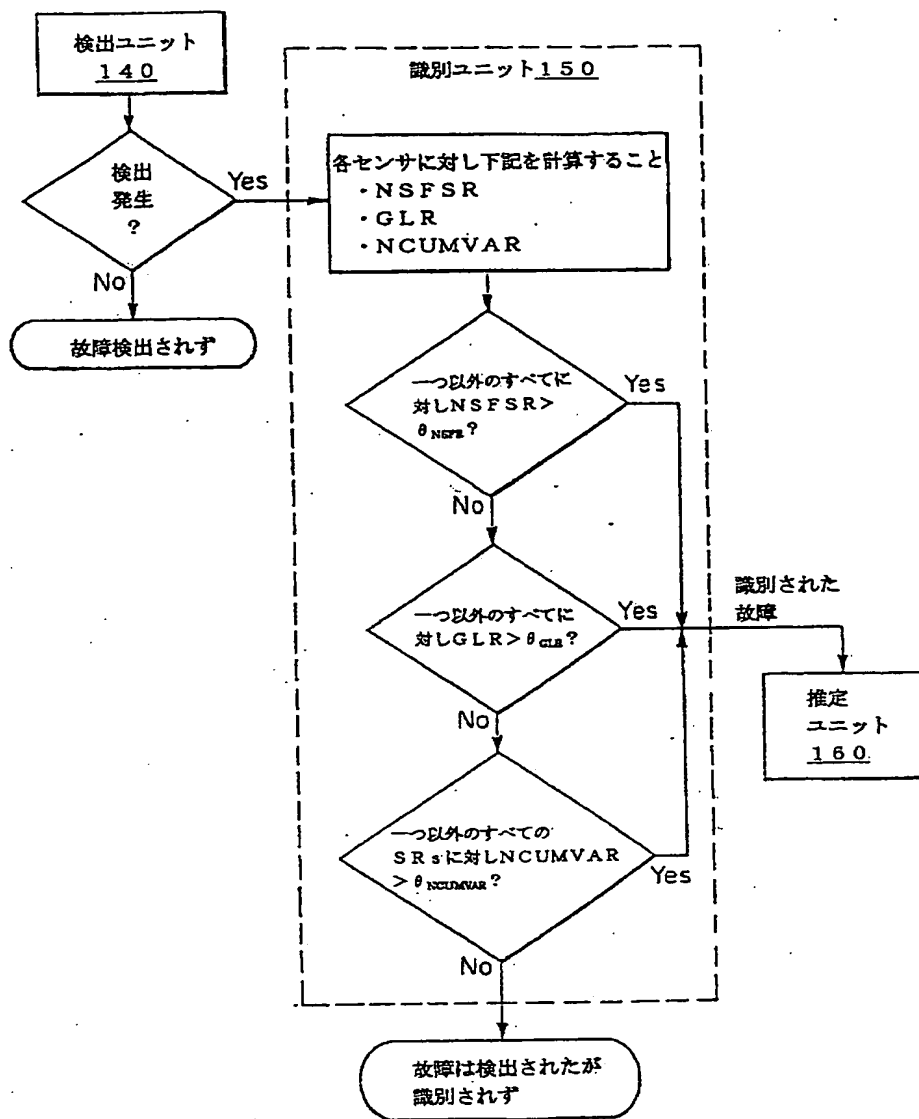 検出ユニット
140
検出
発生
?
Yes
No
故障検出されず
識別ユニット150
各センサに対し下記を計算すること
・NSFSR
・GLR
・NCUMVAR
一つ以外のすべてに
対しNSFSR>
θNSFR?
Yes
No
一つ以外のすべてに
対しGLR>θGLR?
Yes
No
一つ以外のすべての
SRsに対しNCUMVAR
>θNCUMVAR?
Yes
No
識別された
故障
推定
ユニット
160
故障は検出されたが
識別されず